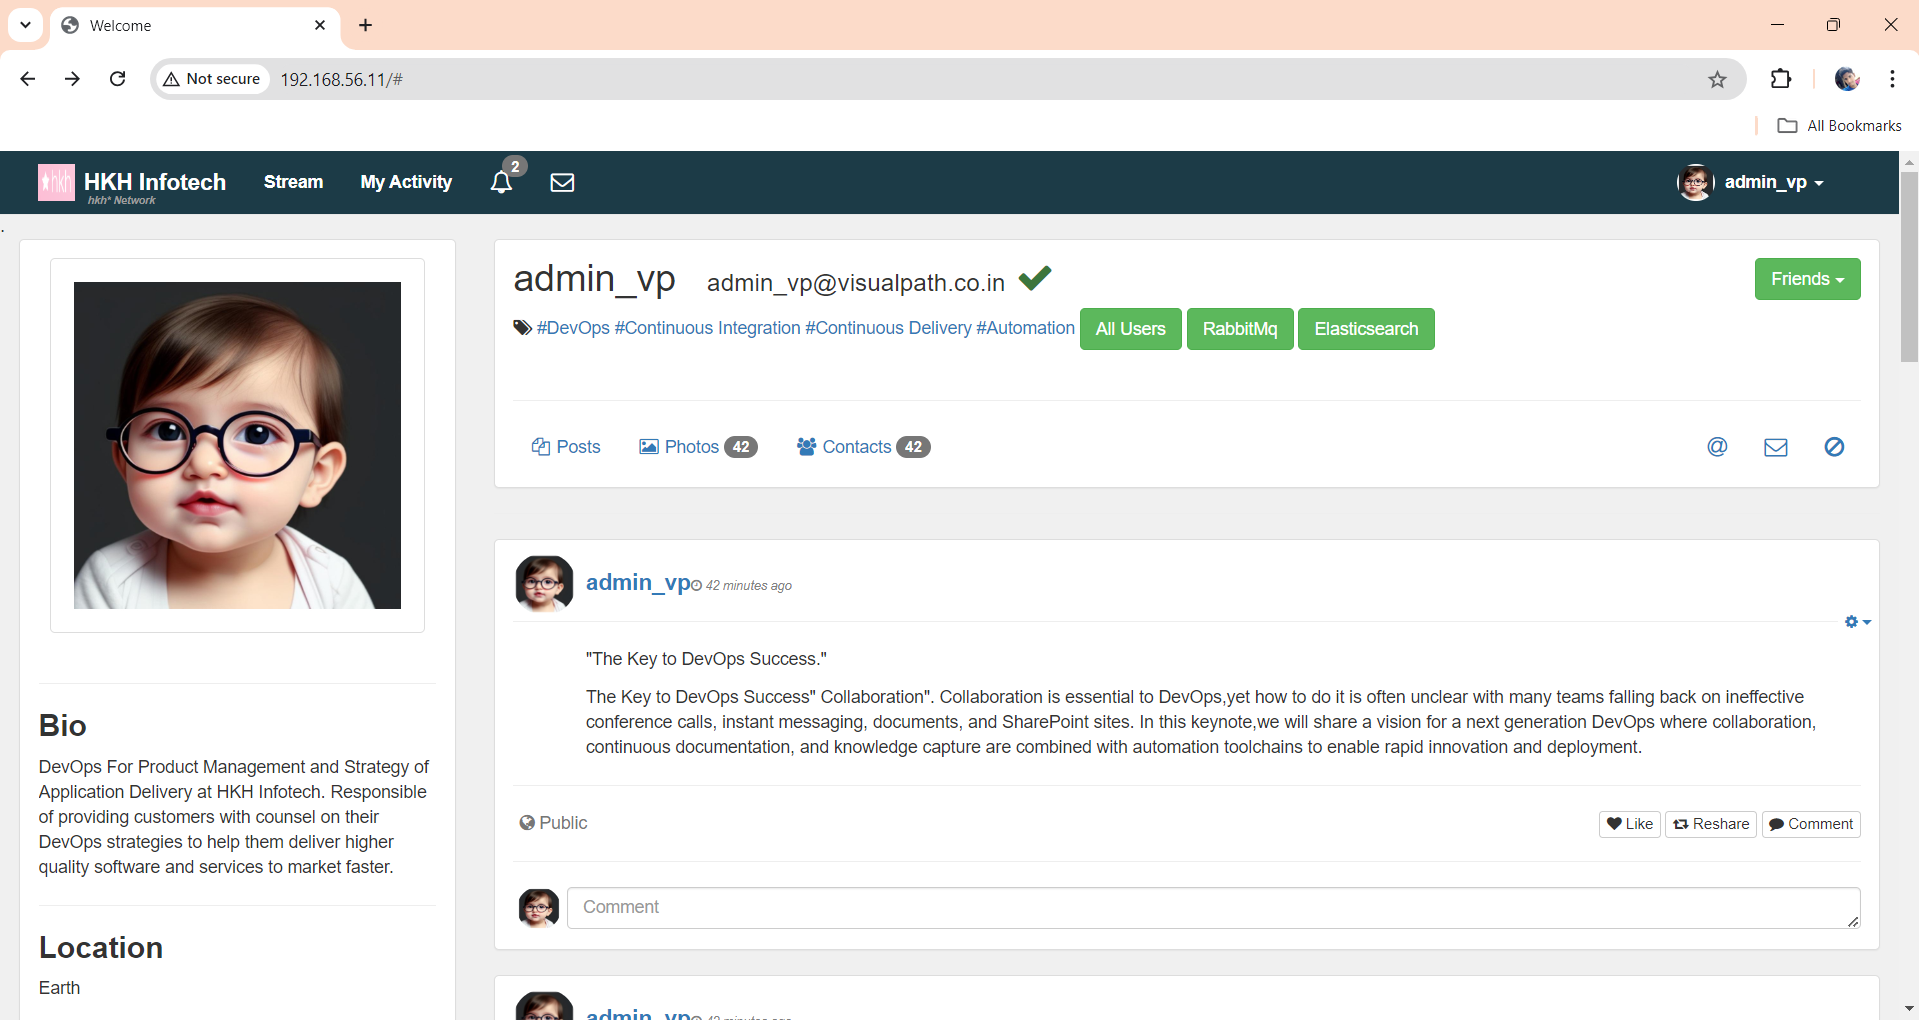 Welcome
Not secure
192.168.56.11/#
All Bookmarks
hkh
HKH Infotech
hkh* Network
Stream
My Activity
2
admin_vp
admin_vp
admin_vp@visualpath.co.in
Friends
#DevOps #Continuous Integration #Continuous Delivery #Automation
All Users
RabbitMq
Elasticsearch
Posts
Photos 42
Contacts 42
@
Bio
DevOps For Product Management and Strategy of
Application Delivery at HKH Infotech. Responsible
of providing customers with counsel on their
DevOps strategies to help them deliver higher
quality software and services to market faster.
Location
Earth
admin_vp 42 minutes ago
"The Key to DevOps Success."
The Key to DevOps Success" Collaboration". Collaboration is essential to DevOps,yet how to do it is often unclear with many teams falling back on ineffective
conference calls, instant messaging, documents, and SharePoint sites. In this keynote,we will share a vision for a next generation DevOps where collaboration,
continuous documentation, and knowledge capture are combined with automation toolchains to enable rapid innovation and deployment.
Public
Like
Reshare
Comment
Comment
admin_vp 42 minutes ago